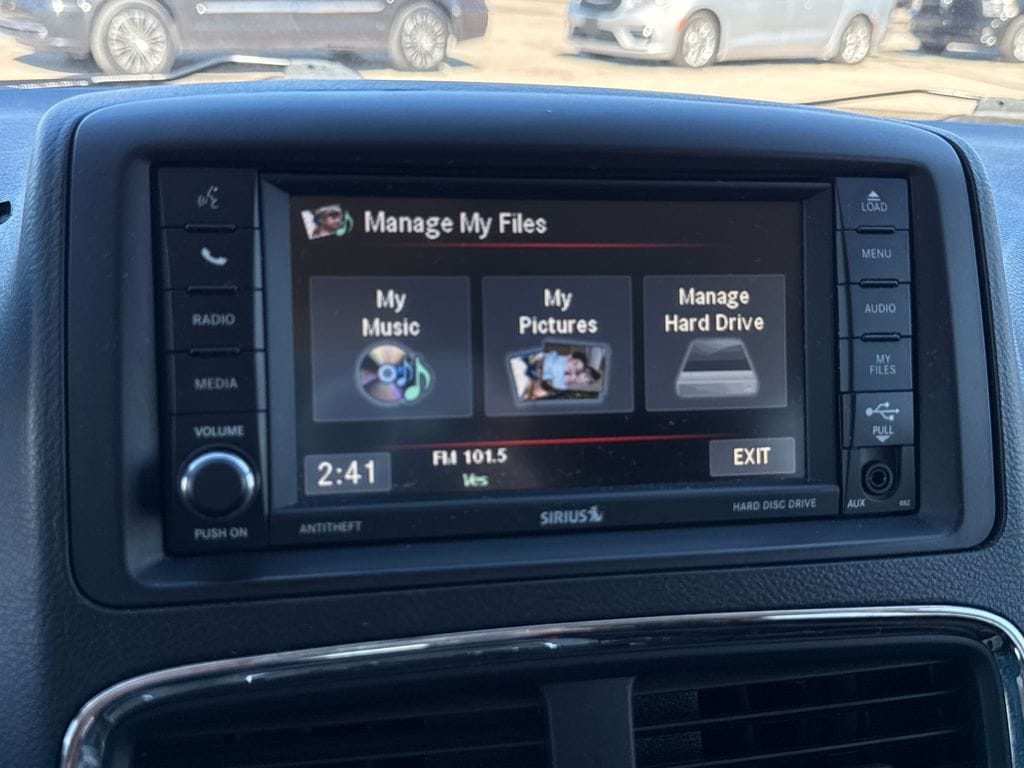 Manage My Files
My
Music
My
Pictures
Manage
Hard Drive
2:41
FM 101.5
Yes
EXIT
RADIO
MEDIA
VOLUME
PUSH ON
ANTITHEFT
SIRIUS
HARD DISC DRIVE
LOAD
MENU
AUDIO
MY
FILES
PULL
AUX